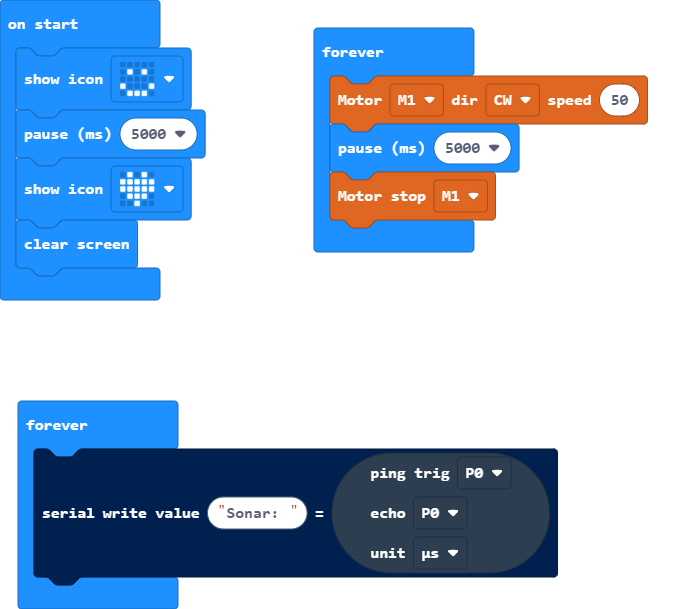 on start
show icon
pause (ms) 5000
show icon
clear screen
forever
Motor M1 dir CW speed 50
pause (ms) 5000
Motor stop M1
forever
ping trig P0
serial write value "Sonar: " = echo P0
unit µs